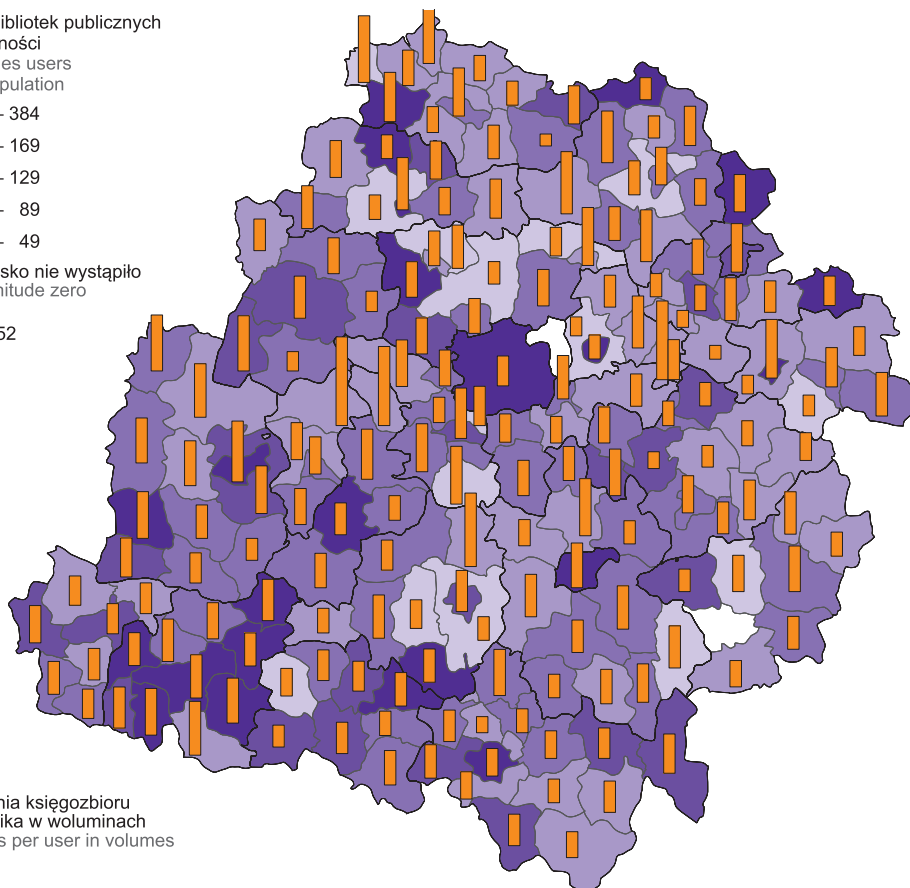 ibliotek publicznych
ności
es users
pulation
- 384
- 169
- 129
- 89
- 49
sko nie wystąpiło
nitude zero
52
nia księgozbioru
ika w woluminach
s per user in volumes